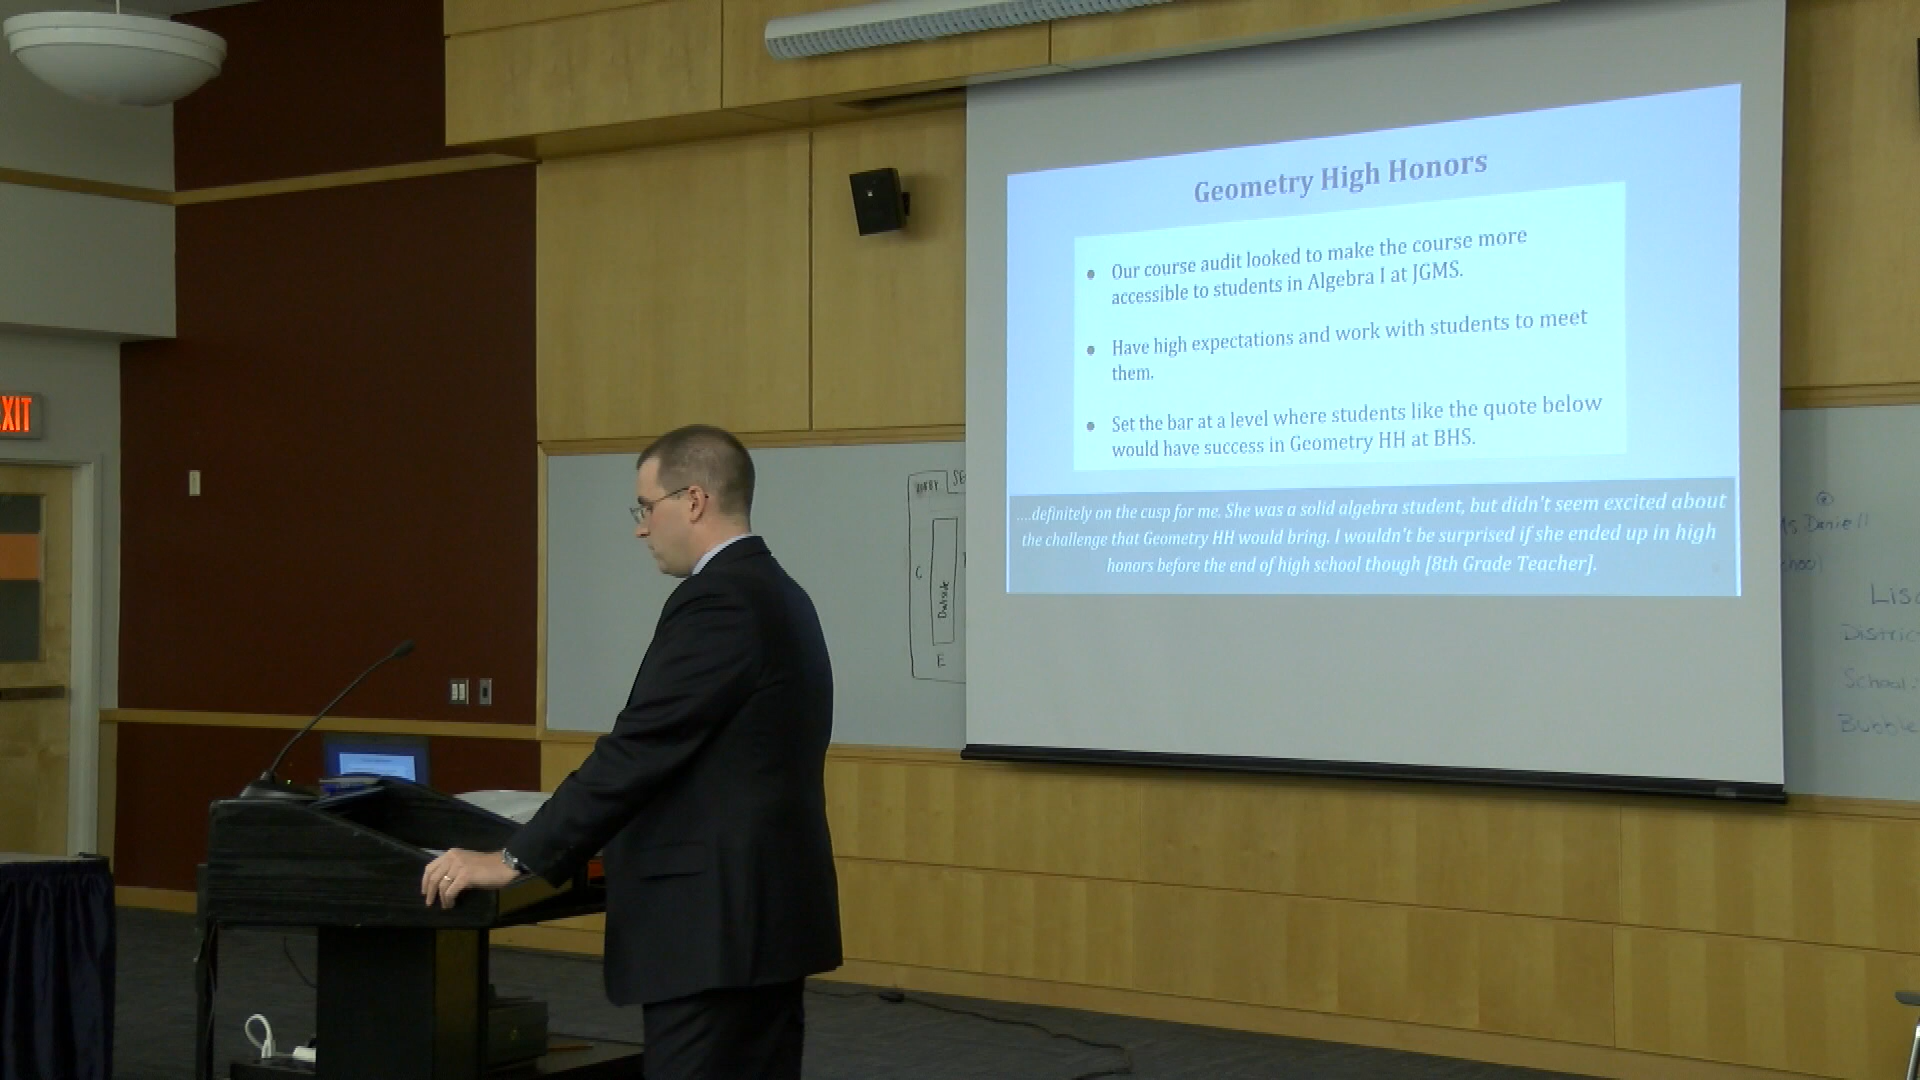 XIT
Geometry High Honors
● Our course audit looked to make the course more
accessible to students in Algebra I at JGMS.
● Have high expectations and work with students to meet
them.
● Set the bar at a level where students like the quote below
would have success in Geometry HH at BHS.
....definitely on the cusp for me. She was a solid algebra student, but didn't seem excited about
the challenge that Geometry HH would bring. I wouldn't be surprised if she ended up in high
honors before the end of high school though [8th Grade Teacher].
C
Outside
E
Lisa
District
School
Bubble